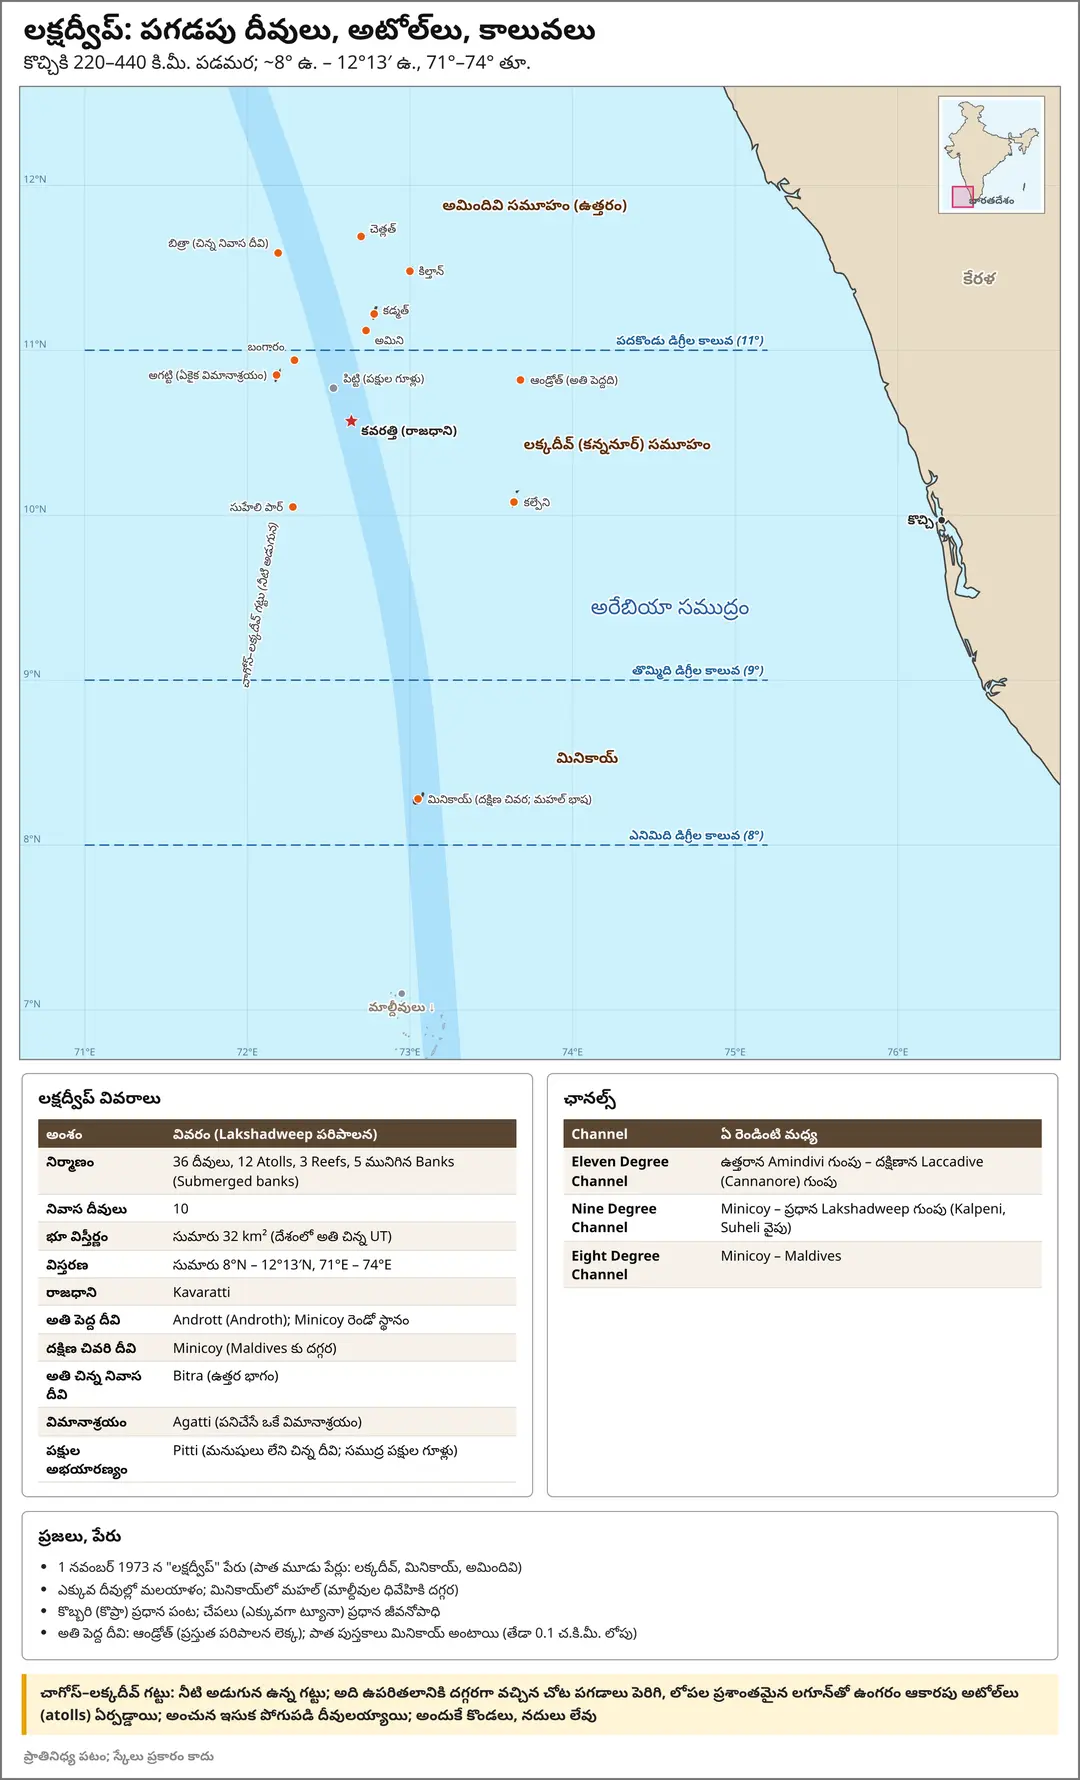 లక్షద్వీప్: పగడపు దీవులు, అటోల్‌లు, కాలువలు
కొచ్చికి 220–440 కి.మీ. పడమర; ~8° ఉ. – 12°13′ ఉ., 71°–74° తూ.
భారతదేశం
12°N
అమిందివి సమూహం (ఉత్తరం)
చెత్లత్
బిత్రా (చిన్న నివాస దీవి)
కిల్తాన్
కేరళ
కడ్మత్
అమిని
11°N
పదకొండు డిగ్రీల కాలువ (11°)
బంగారం
అగట్టి (ఏకైక విమానాశ్రయం)
పిట్టి (పక్షుల గూళ్లు)
ఆండ్రోత్ (అతి పెద్దది)
కవరత్తి (రాజధాని)
లక్కదీవ్ (కన్ననూర్) సమూహం
సుహేలి పార్
కల్పేని
10°N
కొచ్చి
చాగోస్–లక్కదీవ్ గట్టు (నీటి అడుగున)
అరేబియా సముద్రం
9°N
తొమ్మిది డిగ్రీల కాలువ (9°)
మినికాయ్
మినికాయ్ (దక్షిణ చివర; మహల్ భాష)
8°N
ఎనిమిది డిగ్రీల కాలువ (8°)
7°N
మాల్దీవులు ↓
71°E 72°E 73°E 74°E 75°E 76°E
లక్షద్వీప్ వివరాలు
అంశం వివరం (Lakshadweep పరిపాలన)
నిర్మాణం 36 దీవులు, 12 Atolls, 3 Reefs, 5 మునిగిన Banks
(Submerged banks)
నివాస దీవులు 10
భూ విస్తీర్ణం సుమారు 32 km² (దేశంలో అతి చిన్న UT)
విస్తరణ సుమారు 8°N – 12°13′N, 71°E – 74°E
రాజధాని Kavaratti
అతి పెద్ద దీవి Andrott (Androth); Minicoy రెండో స్థానం
దక్షిణ చివరి దీవి Minicoy (Maldives కు దగ్గర)
అతి చిన్న నివాస Bitra (ఉత్తర భాగం)
దీవి
విమానాశ్రయం Agatti (పనిచేసే ఒకే విమానాశ్రయం)
పక్షుల Pitti (మనుషులు లేని చిన్న దీవి; సముద్ర పక్షుల గూళ్లు)
అభయారణ్యం
ఛానల్స్
Channel ఏ రెండింటి మధ్య
Eleven Degree ఉత్తరాన Amindivi గుంపు – దక్షిణాన Laccadive
Channel (Cannanore) గుంపు
Nine Degree Minicoy – ప్రధాన Lakshadweep గుంపు (Kalpeni,
Channel Suheli వైపు)
Eight Degree Minicoy – Maldives
Channel
ప్రజలు, పేరు
• 1 నవంబర్ 1973 న "లక్షద్వీప్" పేరు (పాత మూడు పేర్లు: లక్కదీవ్, మినికాయ్, అమిందివి)
• ఎక్కువ దీవుల్లో మలయాళం; మినికాయ్‌లో మహల్ (మాల్దీవుల ధివేహికి దగ్గర)
• కొబ్బరి (కొప్రా) ప్రధాన పంట; చేపలు (ఎక్కువగా ట్యూనా) ప్రధాన జీవనోపాధి
• అతి పెద్ద దీవి: ఆండ్రోత్ (ప్రస్తుత పరిపాలన లెక్క); పాత పుస్తకాలు మినికాయ్ అంటాయి (తేడా 0.1 చ.కి.మీ. లోపు)
చాగోస్–లక్కదీవ్ గట్టు: నీటి అడుగున ఉన్న గట్టు; అది ఉపరితలానికి దగ్గరగా వచ్చిన చోట పగడాలు పెరిగి, లోపల ప్రశాంతమైన లగూన్‌తో ఉంగరం ఆకారపు అటోల్‌లు
(atolls) ఏర్పడ్డాయి; అంచున ఇసుక పోగుపడి దీవులయ్యాయి; అందుకే కొండలు, నదులు లేవు
ప్రాతినిధ్య పటం; స్కేలు ప్రకారం కాదు